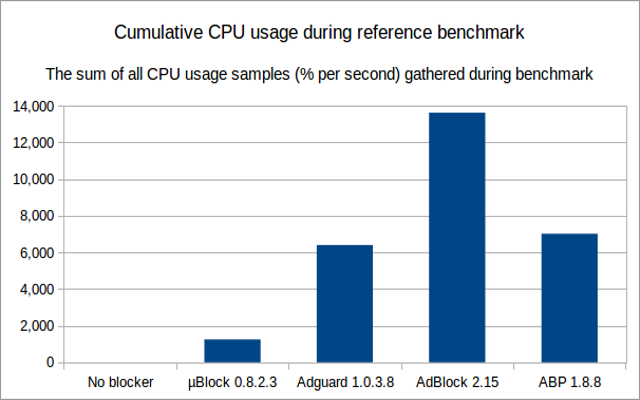 Cumulative CPU usage during reference benchmark
The sum of all CPU usage samples (% per second) gathered during benchmark
14,000
12,000
10,000
8,000
6,000
4,000
2,000
0
No blocker µBlock 0.8.2.3 Adguard 1.0.3.8 AdBlock 2.15 ABP 1.8.8